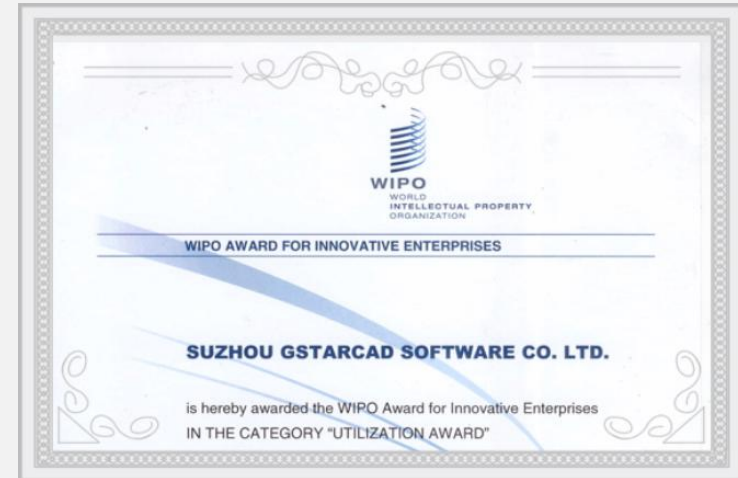 WIPO
WORLD
INTELLECTUAL PROPERTY
ORGANIZATION
WIPO AWARD FOR INNOVATIVE ENTERPRISES
SUZHOU GSTARCAD SOFTWARE CO. LTD.
is hereby awarded the WIPO Award for Innovative Enterprises
IN THE CATEGORY “UTILIZATION AWARD”